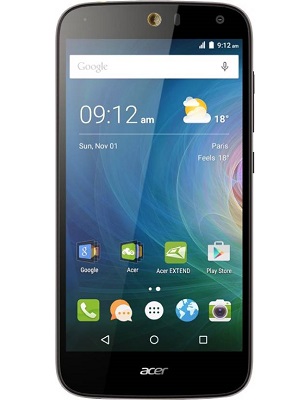 9:12 am
Google
09:12 am
18°
Sun, Nov 01
Paris
Feels 18°
Google
Acer
Acer EXTEND
Play Store
acer